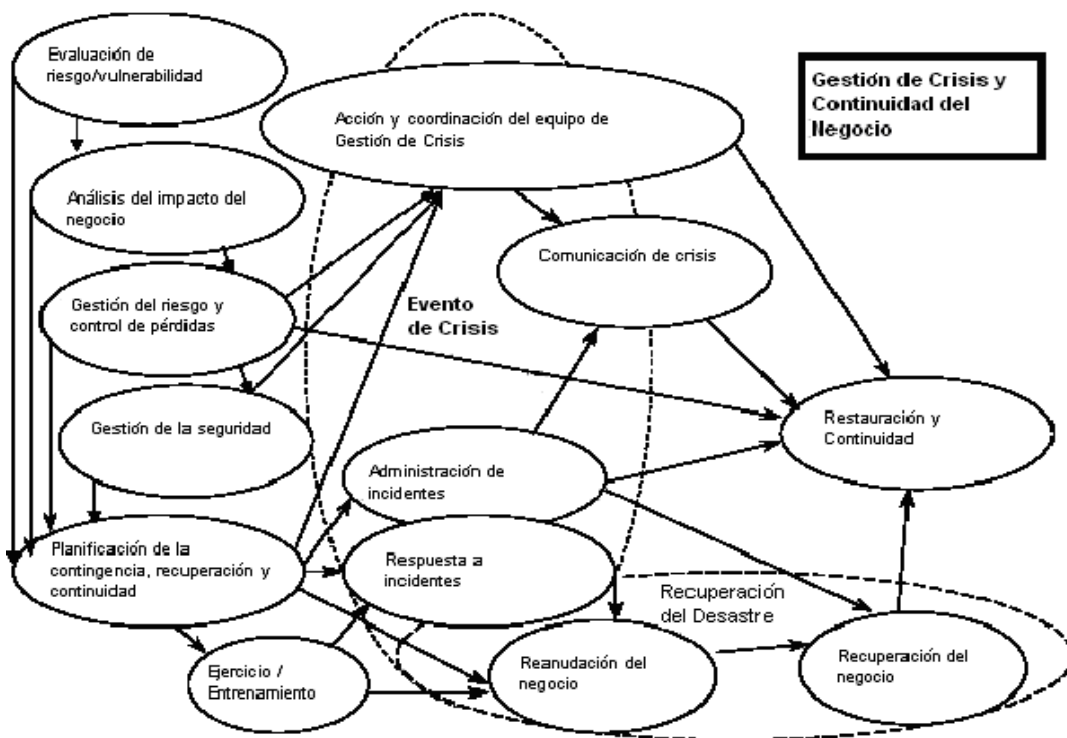 Evaluación de
riesgo/vulnerabilidad
Gestión de Crisis y
Continuidad del
Negocio
Acción y coordinación del equipo de
Gestión de Crisis
Análisis del impacto del
negocio
Comunicación de crisis
Gestión del riesgo y
control de pérdidas
Evento
de Crisis
Gestión de la seguridad
Restauración y
Continuidad
Administración de
incidentes
Planificación de la
contingencia, recuperación y
continuidad
Respuesta a
incidentes
Recuperación
del Desastre
Ejercicio /
Entrenamiento
Reanudación del
negocio
Recuperación del
negocio